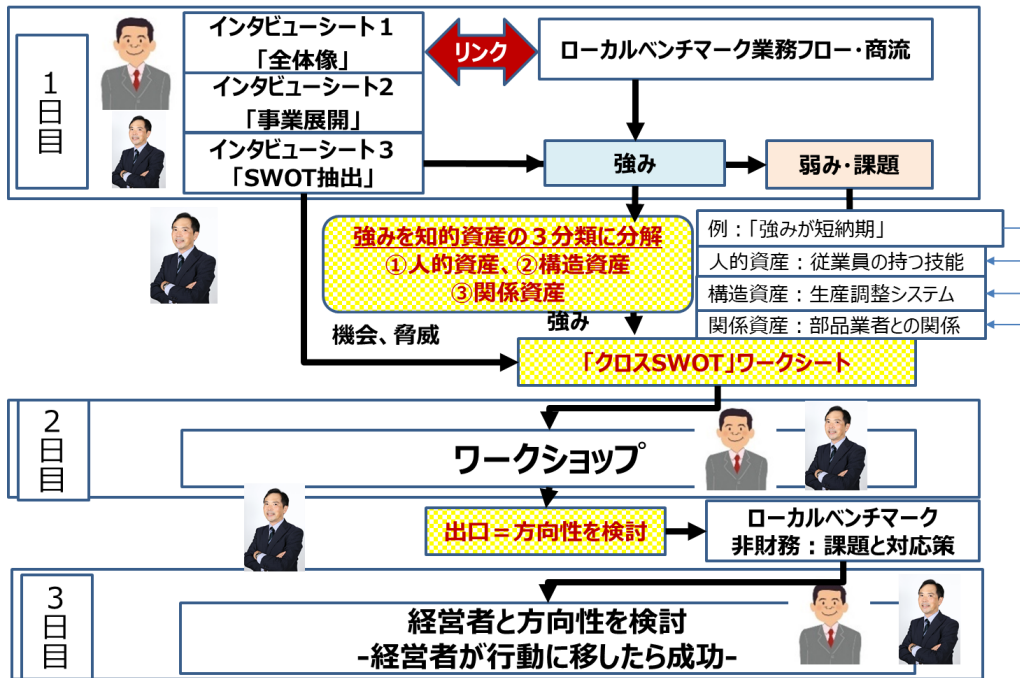 1日目
インタビューシート1
「全体像」
インタビューシート2
「事業展開」
インタビューシート3
「SWOT抽出」
リンク
ローカルベンチマーク業務フロー・商流
強み
弱み・課題
強みを知的資産の3分類に分解
①人的資産、②構造資産
③関係資産
例：「強みが短納期」
人的資産：従業員の持つ技能
構造資産：生産調整システム
関係資産：部品業者との関係
機会、脅威
強み
「クロスSWOT」ワークシート
2日目
ワークショップ
出口＝方向性を検討
ローカルベンチマーク
非財務：課題と対応策
3日目
経営者と方向性を検討
-経営者が行動に移したら成功-